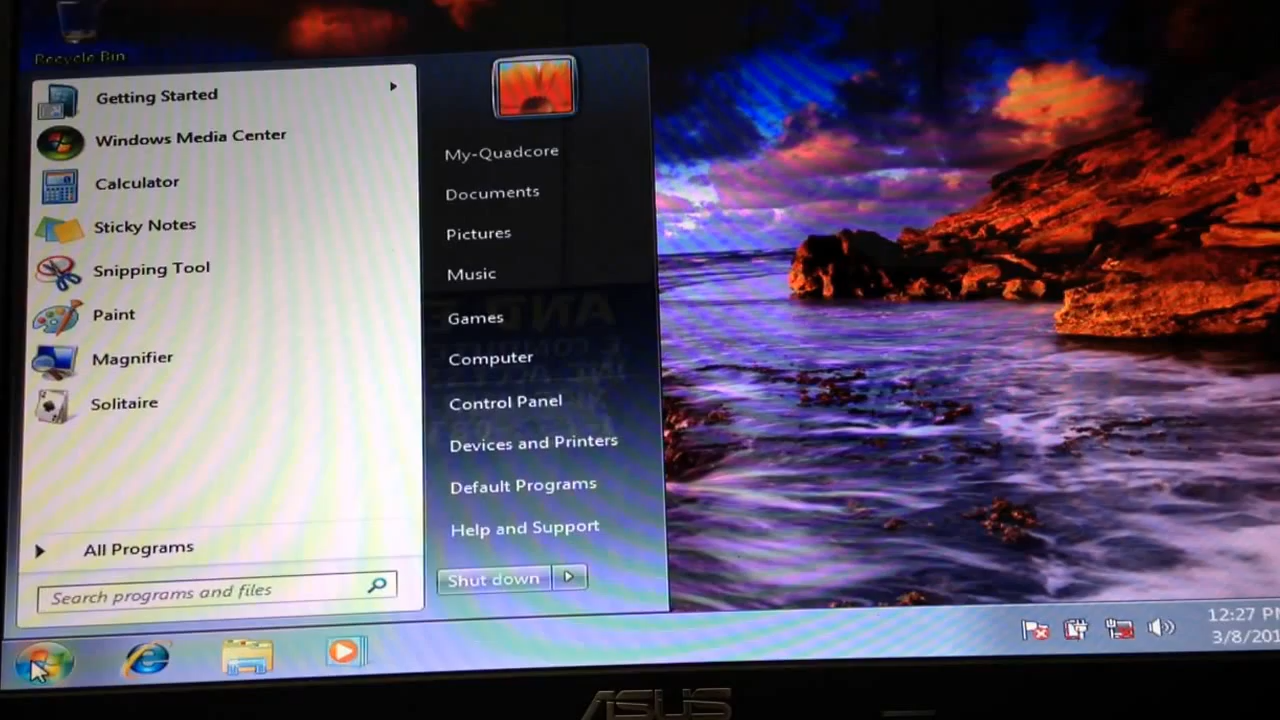 Recycle Bin
Getting Started
Windows Media Center
Calculator
Sticky Notes
Snipping Tool
Paint
Magnifier
Solitaire
All Programs
Search programs and files
My-Quadcore
Documents
Pictures
Music
Games
Computer
Control Panel
Devices and Printers
Default Programs
Help and Support
Shut down
12:27 P
3/8/201
ASUS